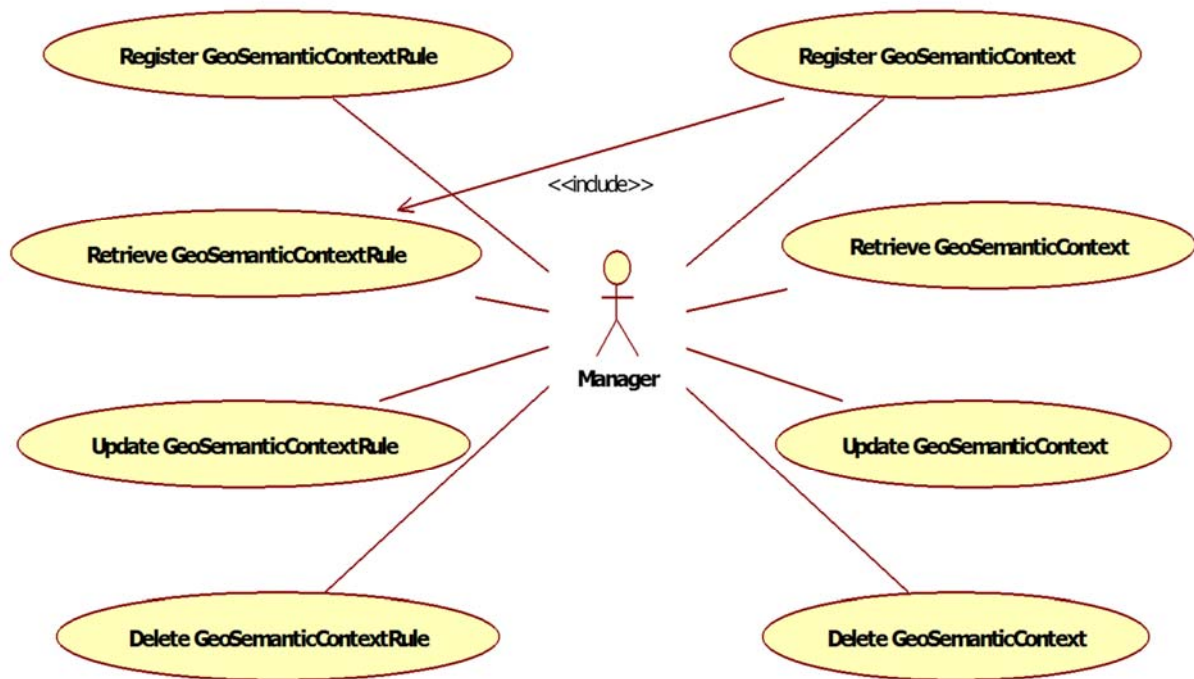 Register GeoSemanticContextRule
Register GeoSemanticContext
<<include>>
Retrieve GeoSemanticContextRule
Retrieve GeoSemanticContext
Manager
Update GeoSemanticContextRule
Update GeoSemanticContext
Delete GeoSemanticContextRule
Delete GeoSemanticContext